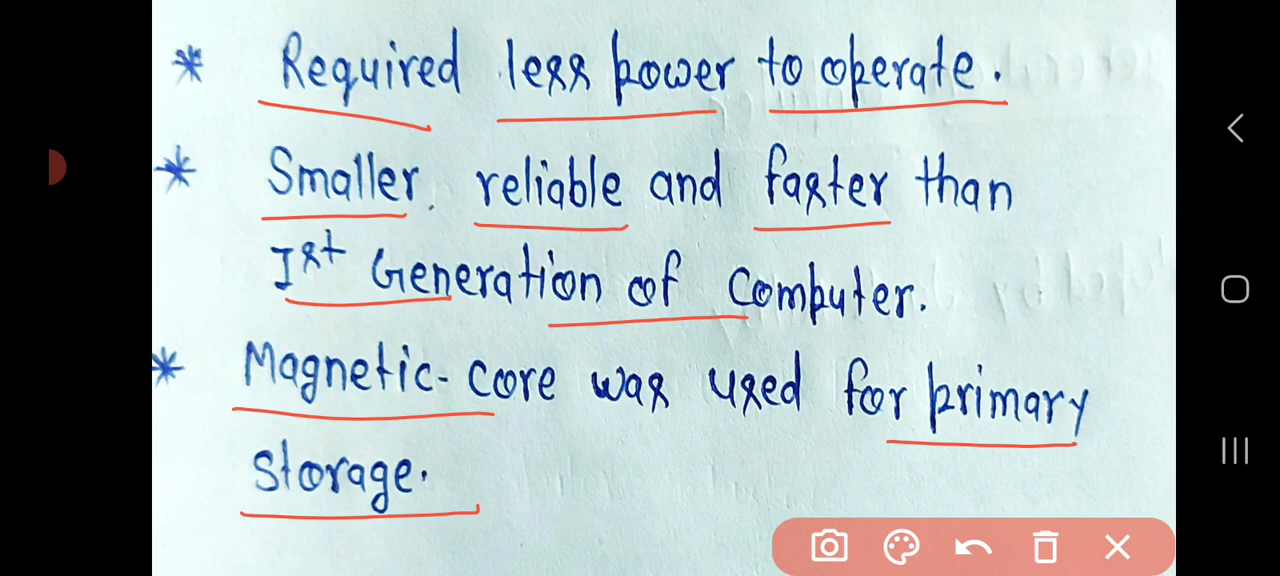 * Required less power to operate.
* Smaller, reliable and faster than
Ist Generation of Computer.
* Magnetic-core was used for primary
storage.